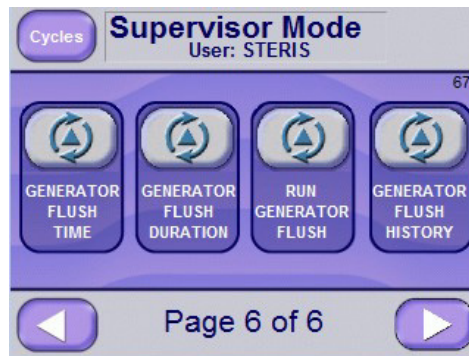 Cycles
Supervisor Mode
User: STERIS
67
GENERATOR
FLUSH
TIME
GENERATOR
FLUSH
DURATION
RUN
GENERATOR
FLUSH
GENERATOR
FLUSH
HISTORY
Page 6 of 6